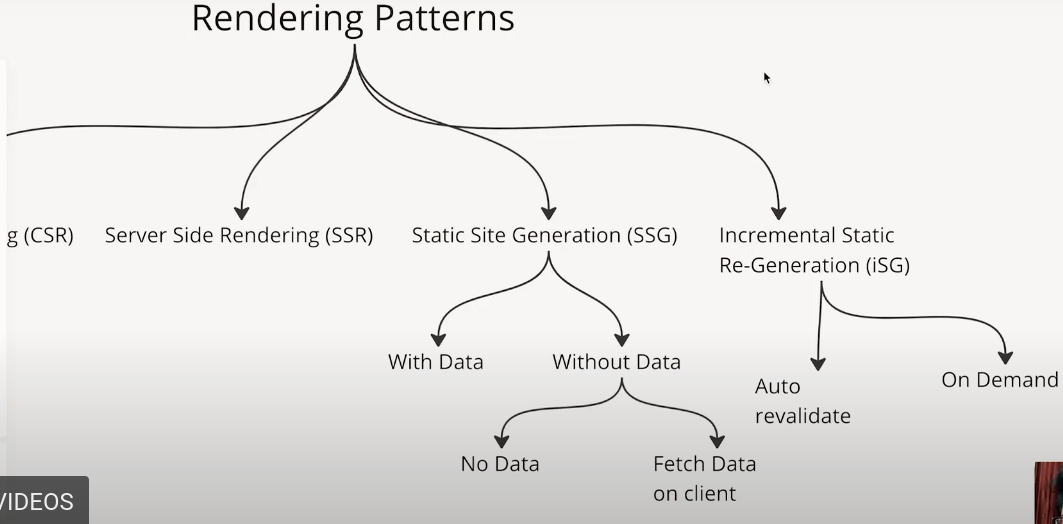 Rendering Patterns
g (CSR)
Server Side Rendering (SSR)
Static Site Generation (SSG)
Incremental Static
Re-Generation (iSG)
With Data
Without Data
Auto
revalidate
On Demand
No Data
Fetch Data
on client
VIDEOS